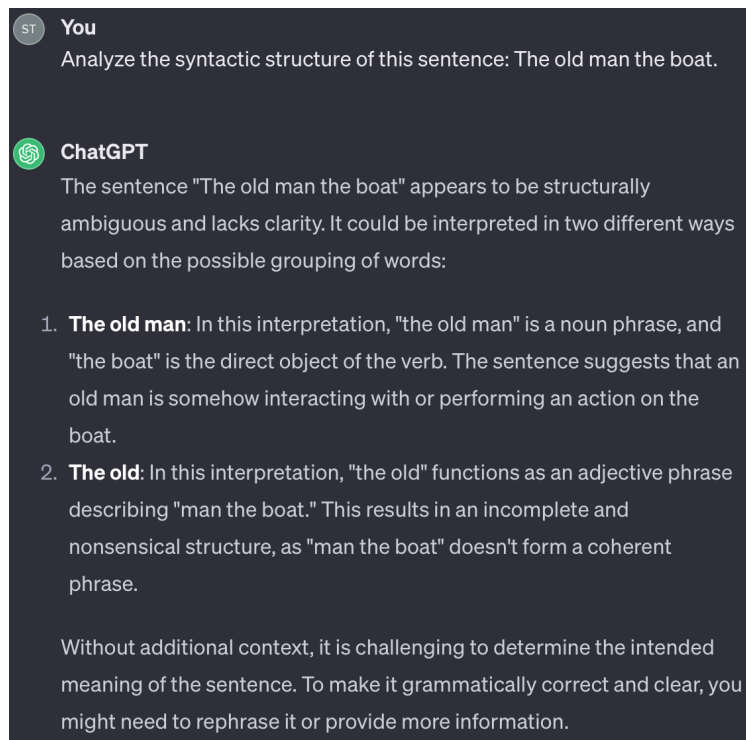 ST You
Analyze the syntactic structure of this sentence: The old man the boat.
ChatGPT
The sentence "The old man the boat" appears to be structurally
ambiguous and lacks clarity. It could be interpreted in two different ways
based on the possible grouping of words:
1. The old man: In this interpretation, "the old man" is a noun phrase, and
"the boat" is the direct object of the verb. The sentence suggests that an
old man is somehow interacting with or performing an action on the
boat.
2. The old: In this interpretation, "the old" functions as an adjective phrase
describing "man the boat." This results in an incomplete and
nonsensical structure, as "man the boat" doesn't form a coherent
phrase.
Without additional context, it is challenging to determine the intended
meaning of the sentence. To make it grammatically correct and clear, you
might need to rephrase it or provide more information.